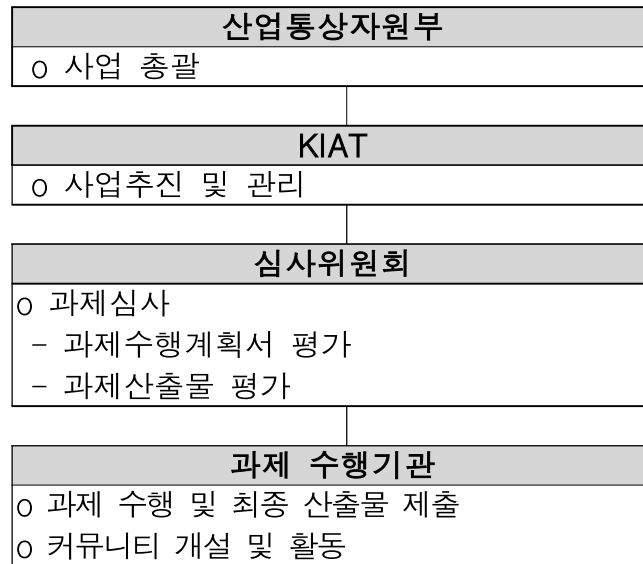 산업통상자원부
o 사업 총괄
KIAT
o 사업추진 및 관리
심사위원회
o 과제심사
- 과제수행계획서 평가
- 과제산출물 평가
과제 수행기관
o 과제 수행 및 최종 산출물 제출
o 커뮤니티 개설 및 활동